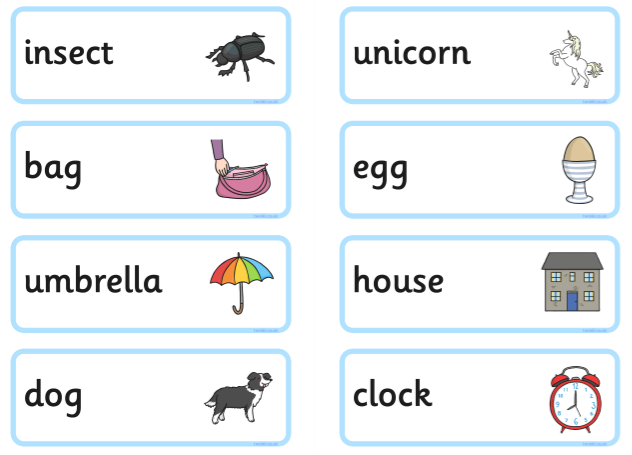 insect
unicorn
bag
egg
umbrella
house
dog
clock